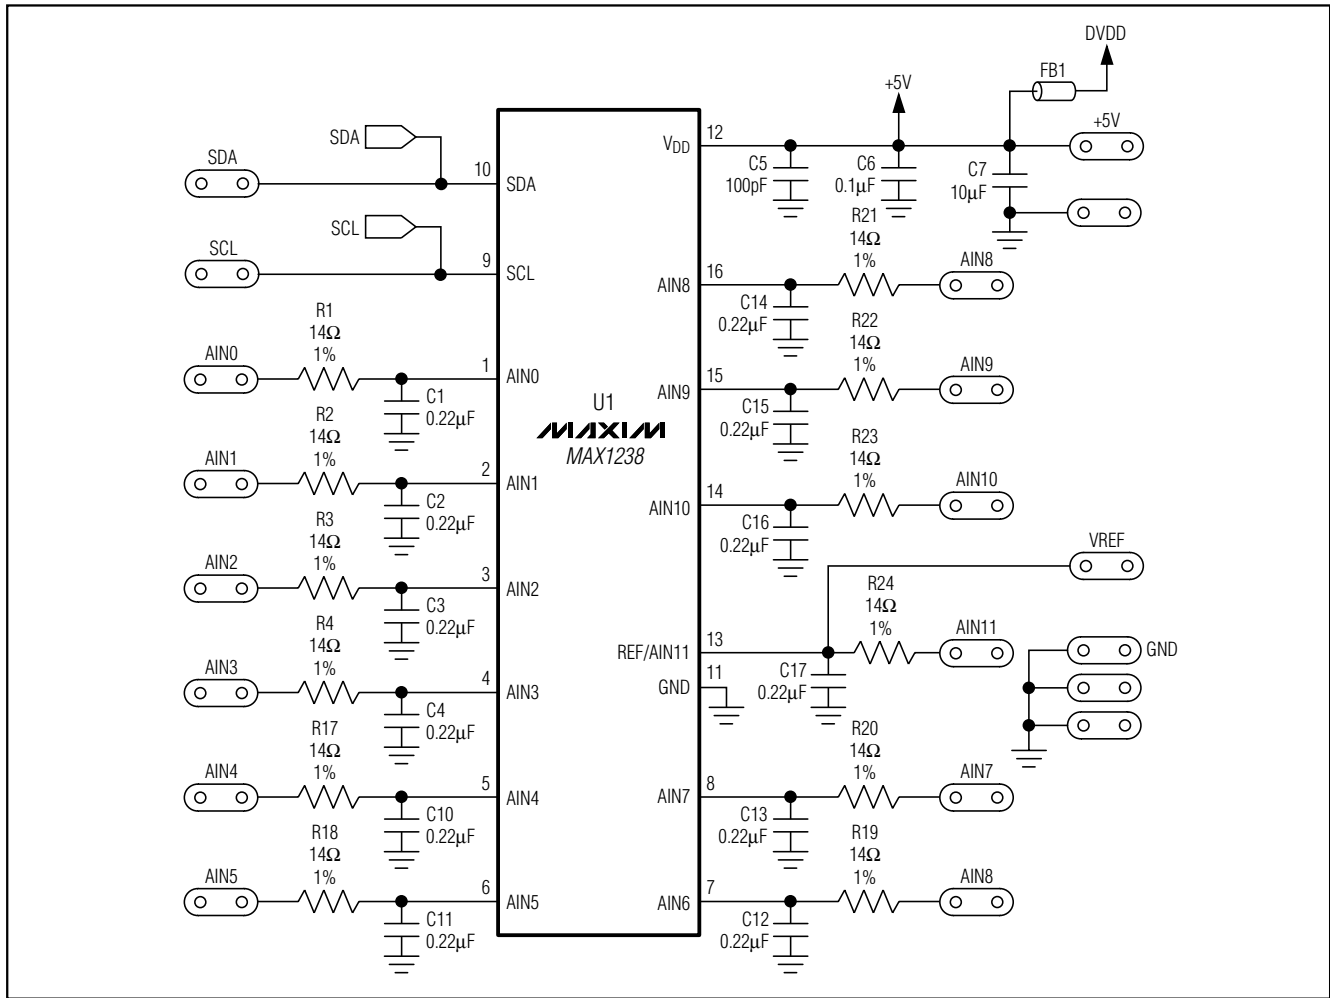 DVDD
FB1
+5V
+5V
SDA
SDA
SCL
SCL
10
SDA
9
SCL
VDD
12
C5
100pF
C6
0.1µF
C7
10µF
R1
14Ω
1%
AIN0
1
AIN0
C1
0.22µF
R2
14Ω
1%
AIN1
2
AIN1
C2
0.22µF
R3
14Ω
1%
AIN2
3
AIN2
C3
0.22µF
R4
14Ω
1%
AIN3
4
AIN3
C4
0.22µF
R17
14Ω
1%
AIN4
5
AIN4
C10
0.22µF
R18
14Ω
1%
AIN5
6
AIN5
C11
0.22µF
U1
MAXIM
MAX1238
R21
14Ω
1%
AIN8
16
AIN8
C14
0.22µF
R22
14Ω
1%
AIN9
15
AIN9
C15
0.22µF
R23
14Ω
1%
AIN10
14
AIN10
C16
0.22µF
VREF
R24
14Ω
1%
REF/AIN11
13
AIN11
C17
0.22µF
GND
11
GND
R20
14Ω
1%
AIN7
8
AIN7
C13
0.22µF
R19
14Ω
1%
AIN6
7
AIN8
C12
0.22µF